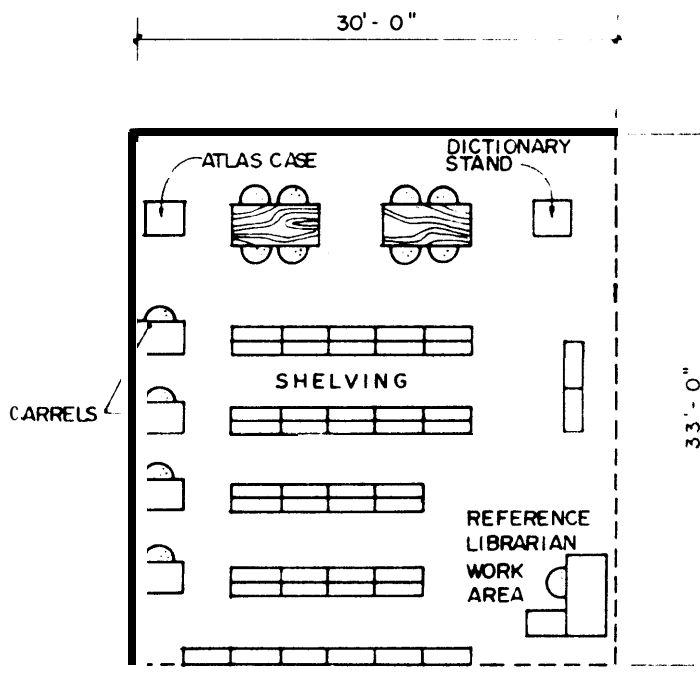 30'-0"
ATLAS CASE
DICTIONARY
STAND
SHELVING
CARRELS
33'-0"
REFERENCE
LIBRARIAN
WORK
AREA